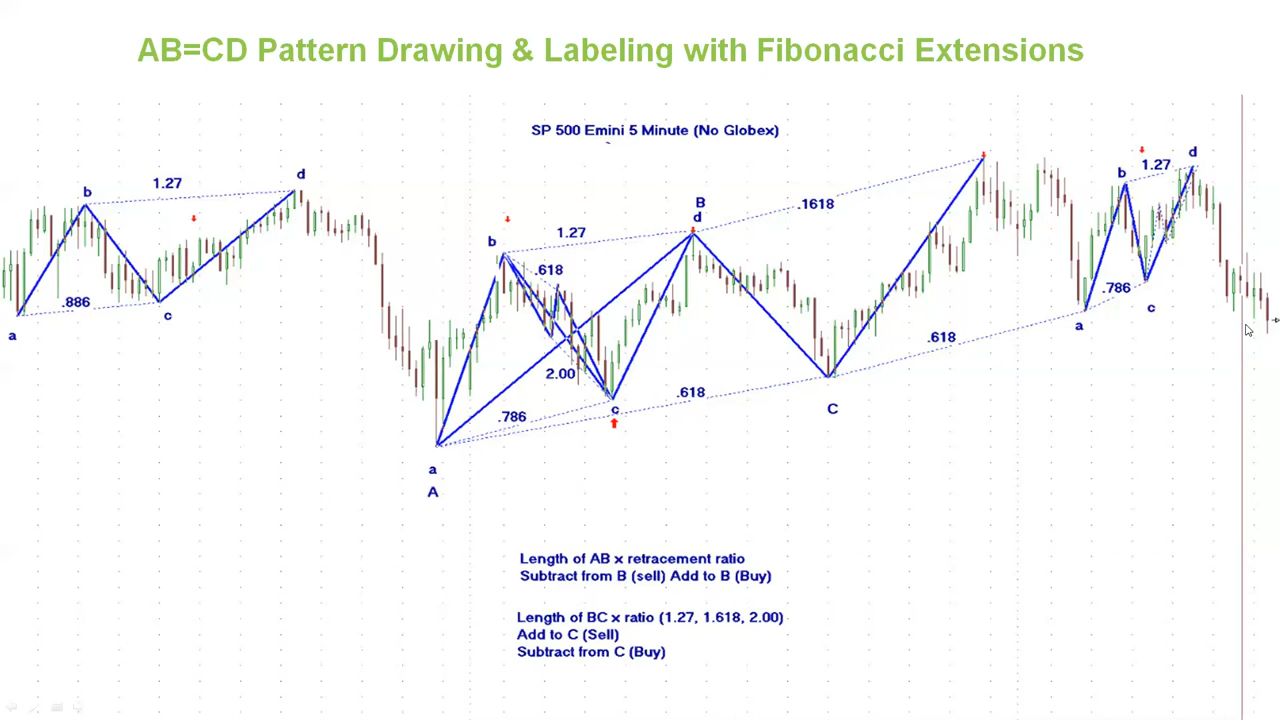 AB=CD Pattern Drawing & Labeling with Fibonacci Extensions
SP 500 Emini 5 Minute (No Globex)
b
1.27
d
.886
a
c
b
1.27
B
d
.618
2.00
.786
c
a
A
.618
C
.1618
.618
b
1.27
d
.786
a
c
Length of AB x retracement ratio
Subtract from B (sell) Add to B (Buy)
Length of BC x ratio (1.27, 1.618, 2.00)
Add to C (Sell)
Subtract from C (Buy)